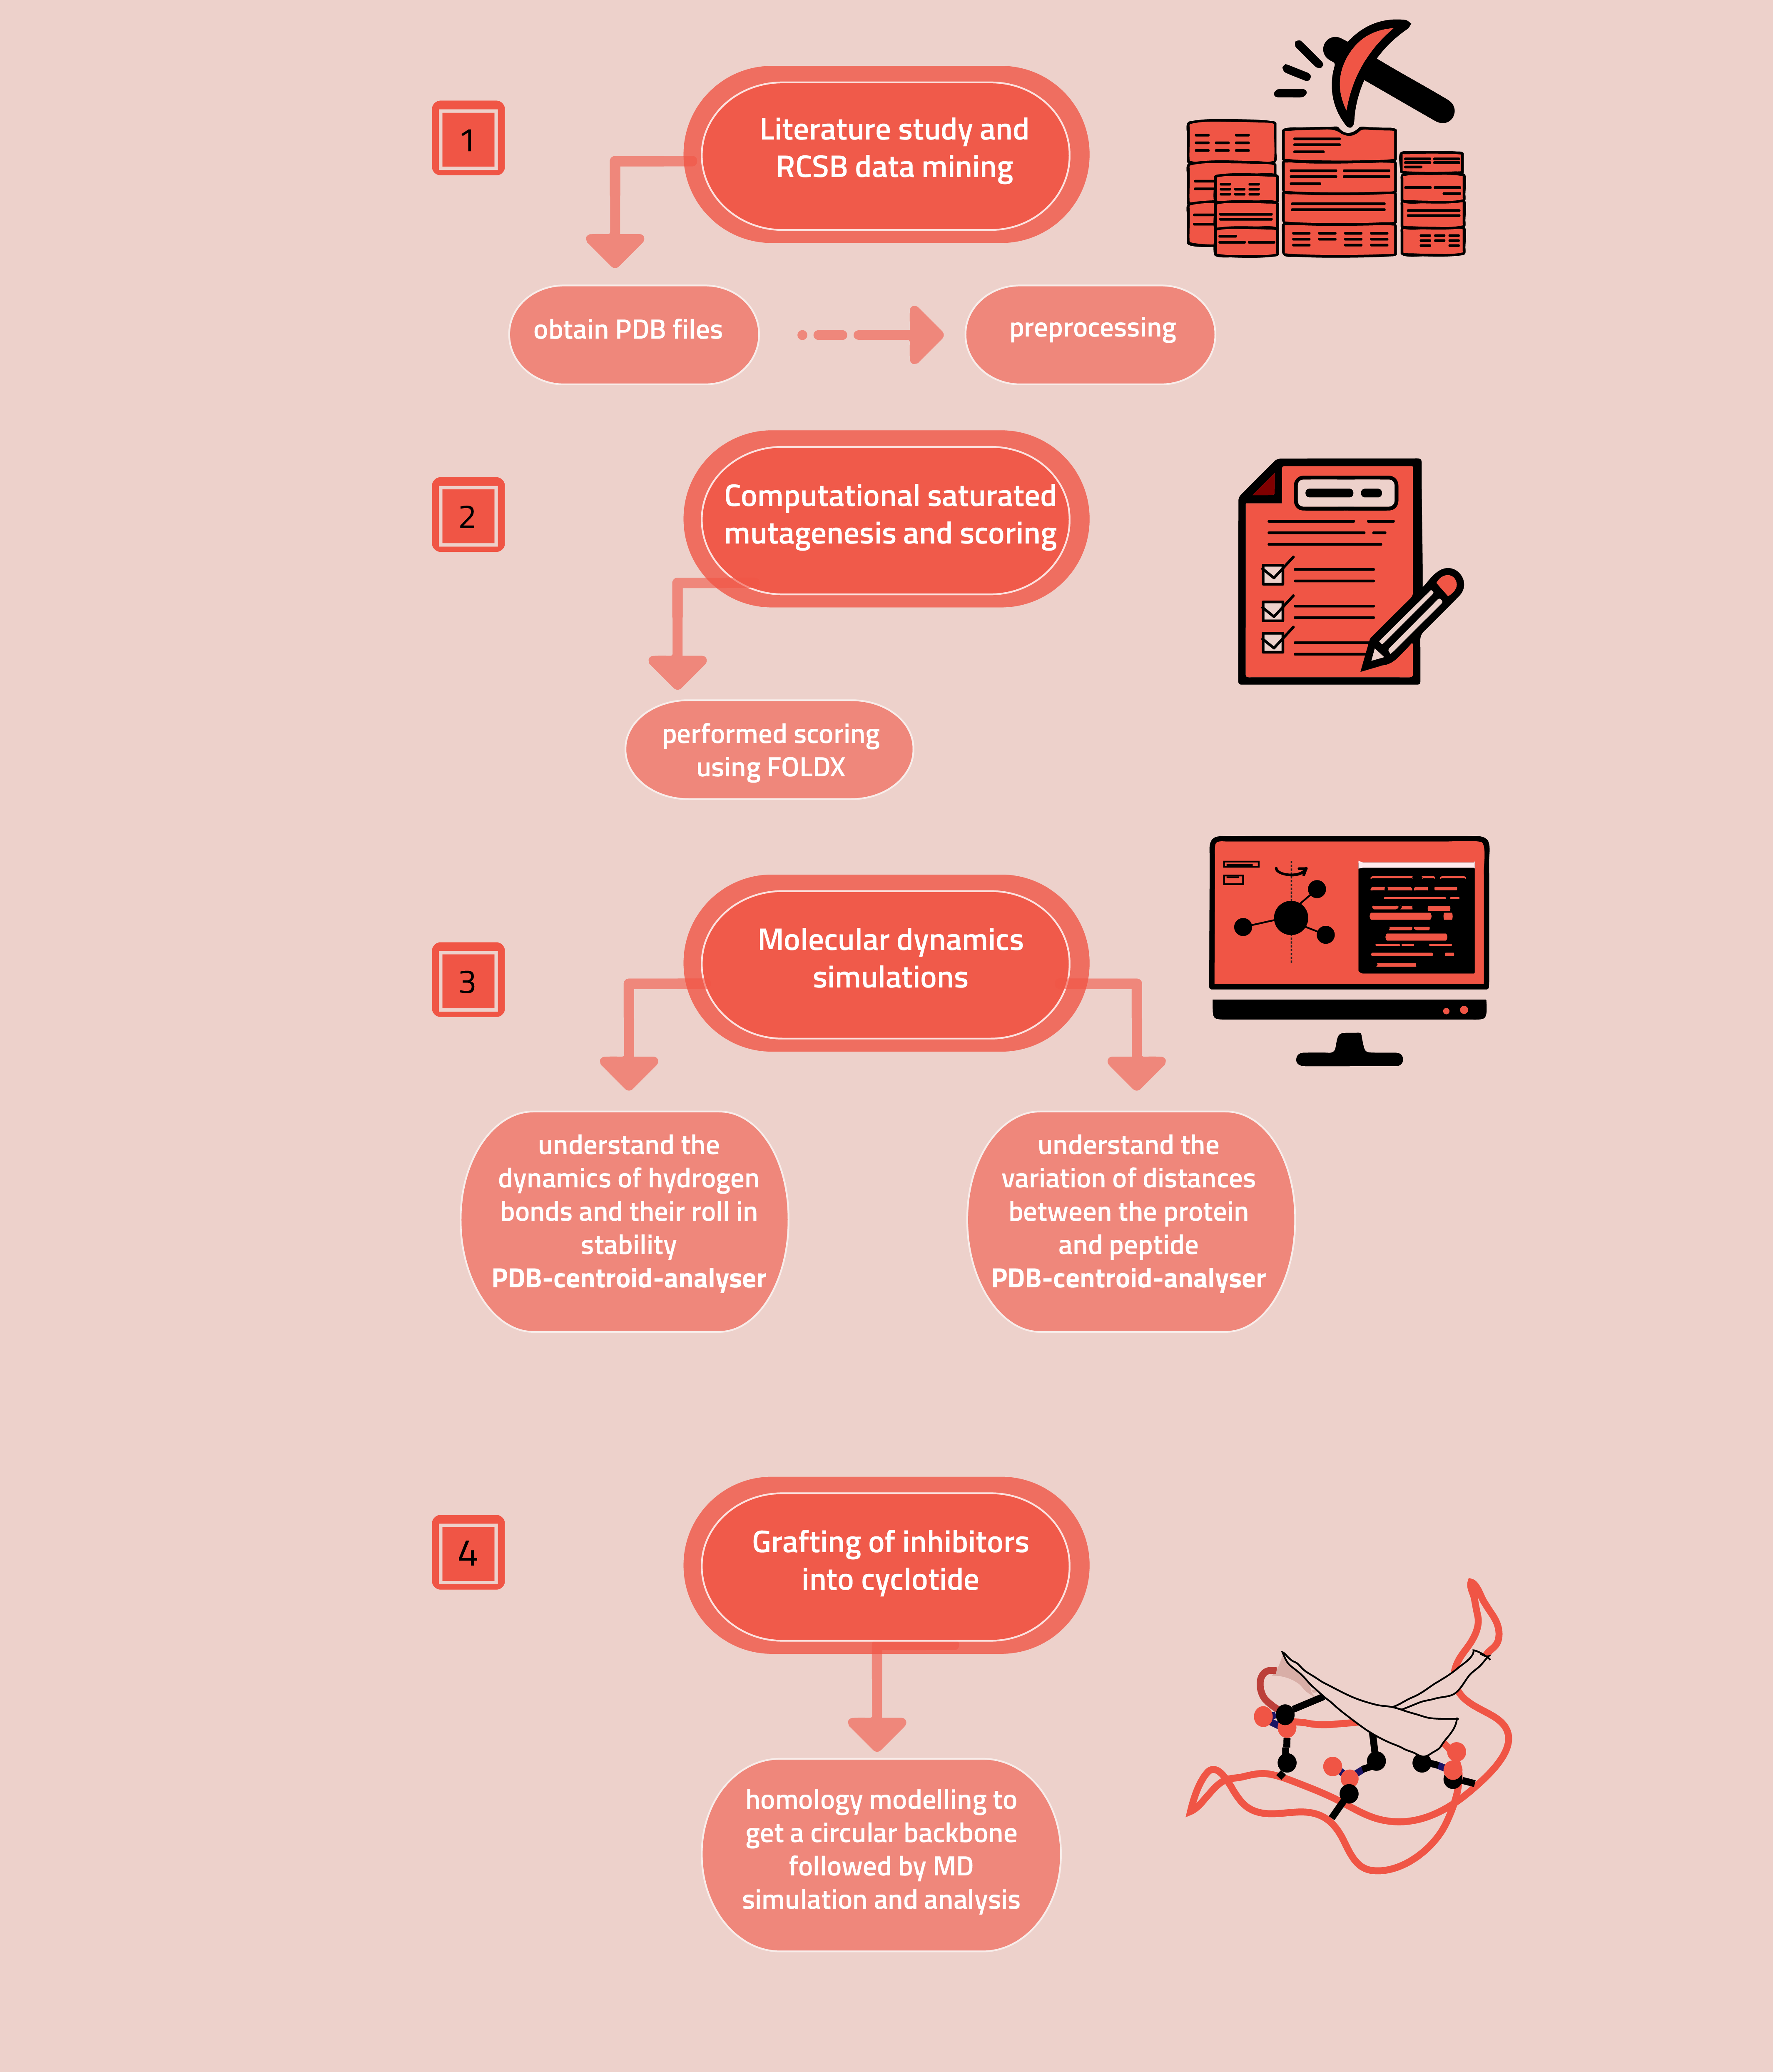 1
Literature study and
RCSB data mining
obtain PDB files
preprocessing
2
Computational saturated
mutagenesis and scoring
performed scoring
using FOLDX
3
Molecular dynamics
simulations
understand the
dynamics of hydrogen
bonds and their roll in
stability
PDB-centroid-analyser
understand the
variation of distances
between the protein
and peptide
PDB-centroid-analyser
4
Grafting of inhibitors
into cyclotide
homology modelling to
get a circular backbone
followed by MD
simulation and analysis